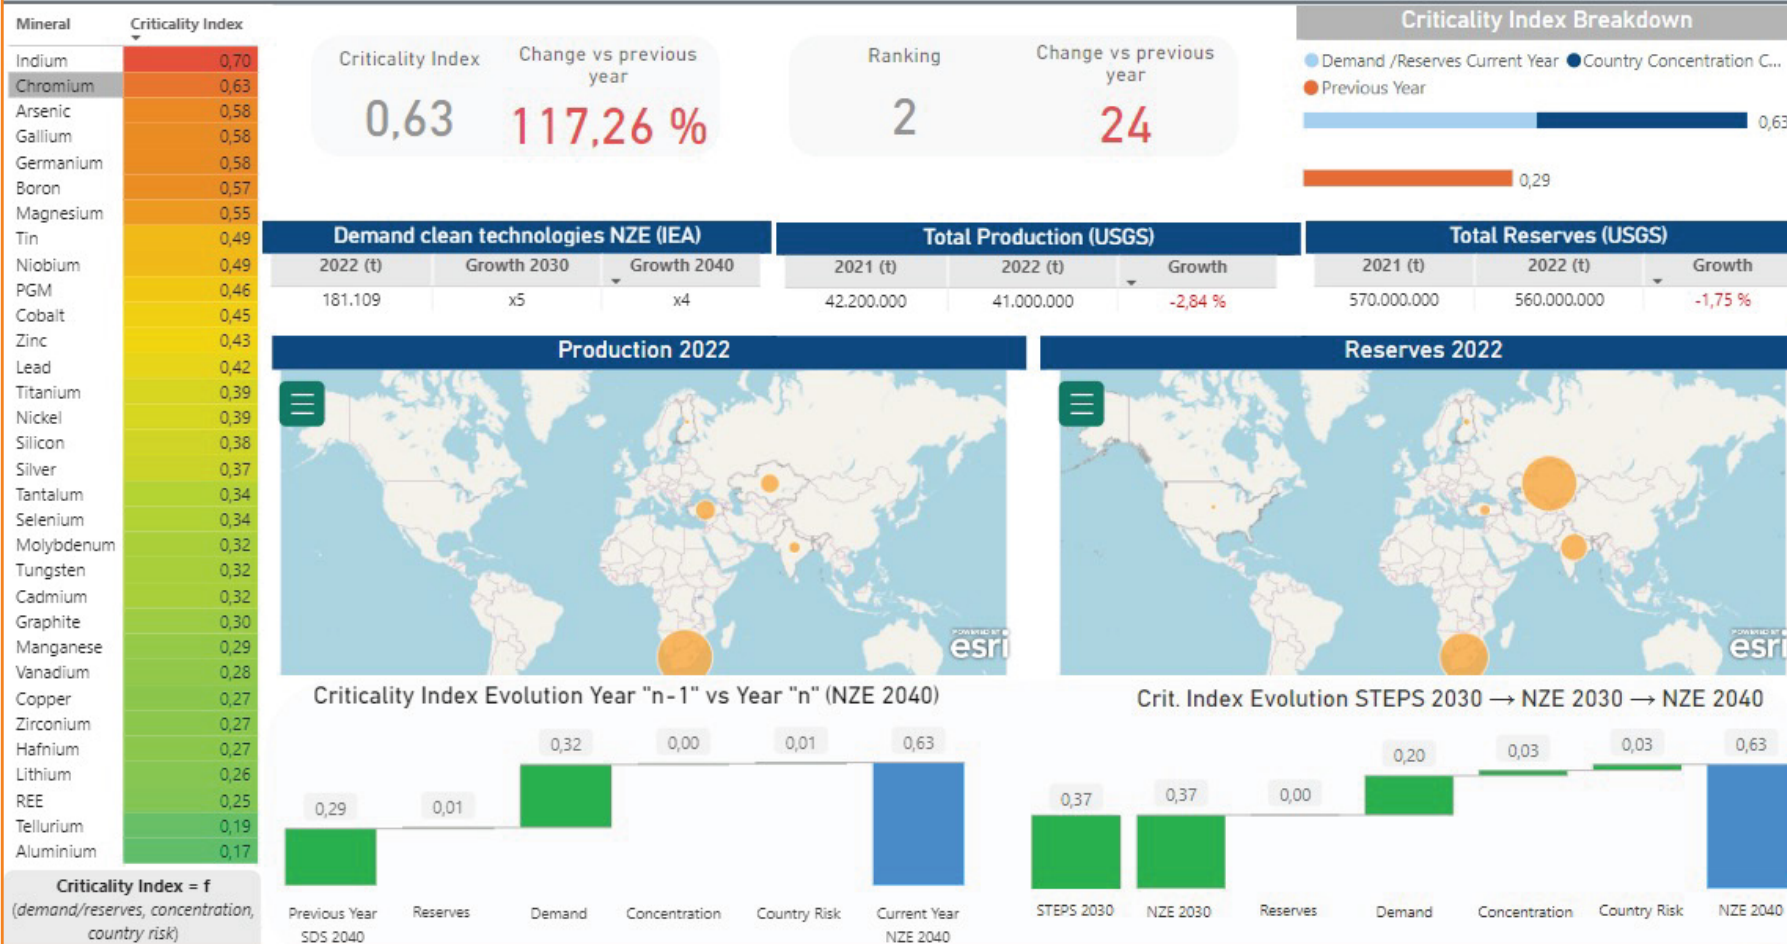 Mineral Criticality Index
Indium 0,70
Chromium 0,63
Arsenic 0,58
Gallium 0,58
Germanium 0,58
Boron 0,57
Magnesium 0,55
Tin 0,49
Niobium 0,49
PGM 0,46
Cobalt 0,45
Zinc 0,43
Lead 0,42
Titanium 0,39
Nickel 0,39
Silicon 0,38
Silver 0,37
Tantalum 0,34
Selenium 0,34
Molybdenum 0,32
Tungsten 0,32
Cadmium 0,32
Graphite 0,30
Manganese 0,29
Vanadium 0,28
Copper 0,27
Zirconium 0,27
Hafnium 0,27
Lithium 0,26
REE 0,25
Tellurium 0,19
Aluminium 0,17
Criticality Index = f
(demand/reserves, concentration,
country risk)
Criticality Index
0,63
Change vs previous
year
117,26 %
Ranking
2
Change vs previous
year
24
Criticality Index Breakdown
Demand /Reserves Current Year Country Concentration C...
Previous Year
0,63
0,29
Demand clean technologies NZE (IEA)
2022 (t) Growth 2030 Growth 2040
181.109 x5 x4
Total Production (USGS)
2021 (t) 2022 (t) Growth
42.200.000 41.000.000 -2,84 %
Total Reserves (USGS)
2021 (t) 2022 (t) Growth
570.000.000 560.000.000 -1,75 %
Production 2022
POWERED BY
esri
Reserves 2022
POWERED BY
esri
Criticality Index Evolution Year "n-1" vs Year "n" (NZE 2040)
0,29 0,01 0,32 0,00 0,01 0,63
Previous Year Reserves Demand Concentration Country Risk Current Year
SDS 2040 NZE 2040
Crit. Index Evolution STEPS 2030 → NZE 2030 → NZE 2040
0,37 0,37 0,00 0,20 0,03 0,03 0,63
STEPS 2030 NZE 2030 Reserves Demand Concentration Country Risk NZE 2040